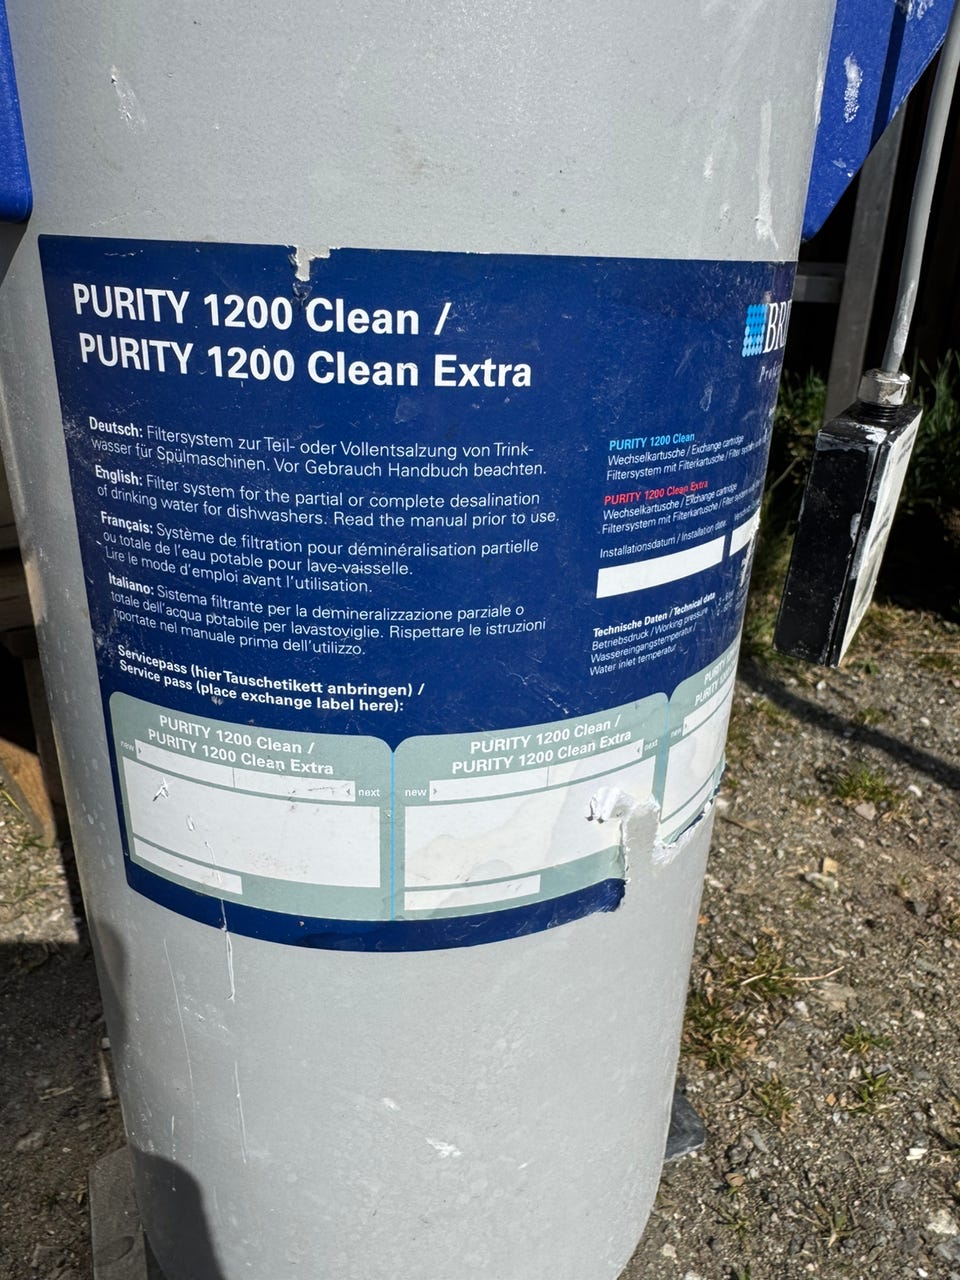 PURITY 1200 Clean /
PURITY 1200 Clean Extra
Deutsch: Filtersystem zur Teil- oder Vollentsalzung von Trink-
wasser für Spülmaschinen. Vor Gebrauch Handbuch beachten.
English: Filter system for the partial or complete desalination
of drinking water for dishwashers. Read the manual prior to use.
Français: Système de filtration pour déminéralisation partielle
ou totale de l'eau potable pour lave-vaisselle.
Lire le mode d'emploi avant l'utilisation.
Italiano: Sistema filtrante per la demineralizzazione parziale o
totale dell'acqua potabile per lavastoviglie. Rispettare le istruzioni
riportate nel manuale prima dell'utilizzo.
Servicepass (hier Tauschetikett anbringen) /
Service pass (place exchange label here):
PURITY 1200 Clean
Wechselkartusche / Exchange cartridge
Filtersystem mit Filterkartusche / Filter
PURITY 1200 Clean Extra
Wechselkartusche / Exchange cartridge
Filtersystem mit Filterkartusche / Filter
Installationsdatum / Installation date
Technische Daten / Technical data
Betriebsdruck / Working pressure
Wassereingangstemperatur /
Water inlet temperatur
PURITY 1200 Clean /
PURITY 1200 Clean Extra
new
next
PURITY 1200 Clean /
PURITY 1200 Clean Extra
new
next
new